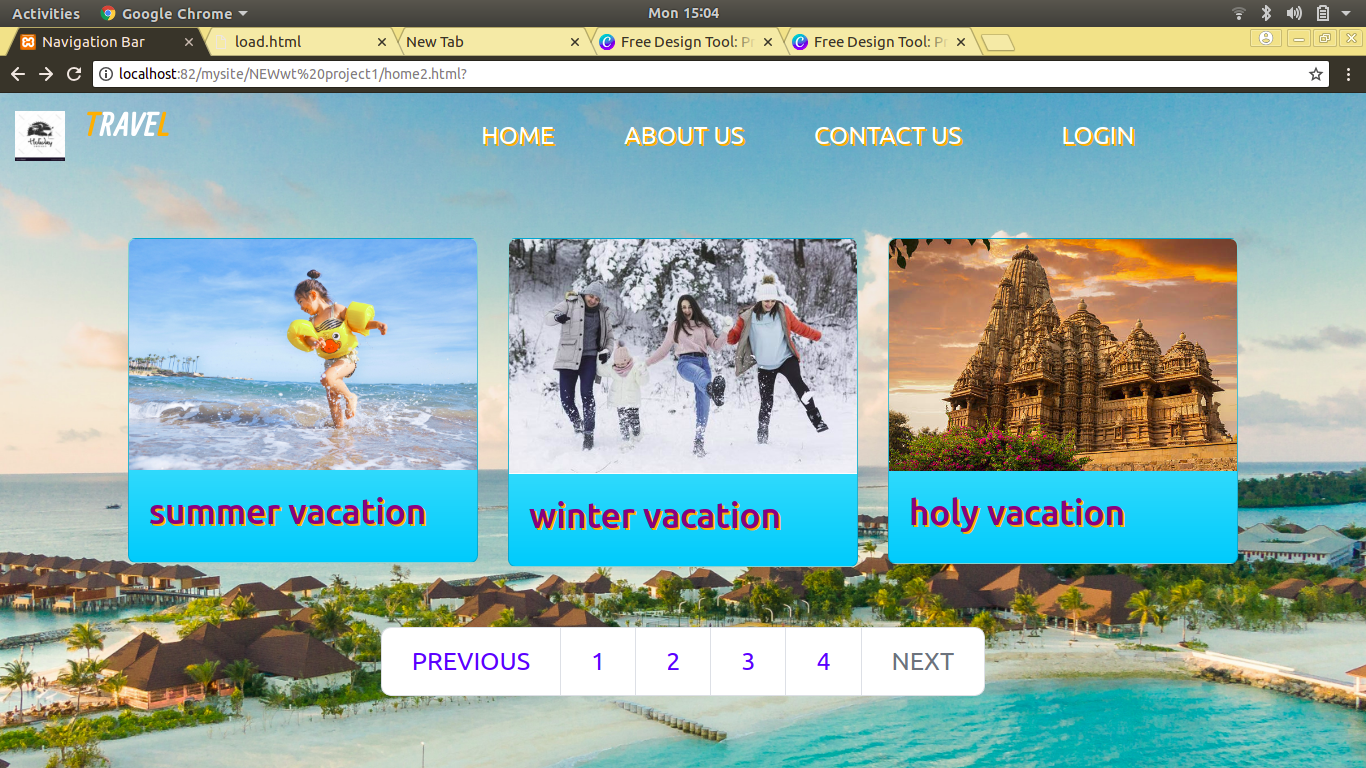 Activities Google Chrome Mon 15:04
Navigation Bar load.html New Tab Free Design Tool: Pr Free Design Tool: Pr
localhost:82/mysite/NEWwt%20project1/home2.html?
TRAVEL HOME ABOUT US CONTACT US LOGIN
summer vacation winter vacation holy vacation
PREVIOUS 1 2 3 4 NEXT